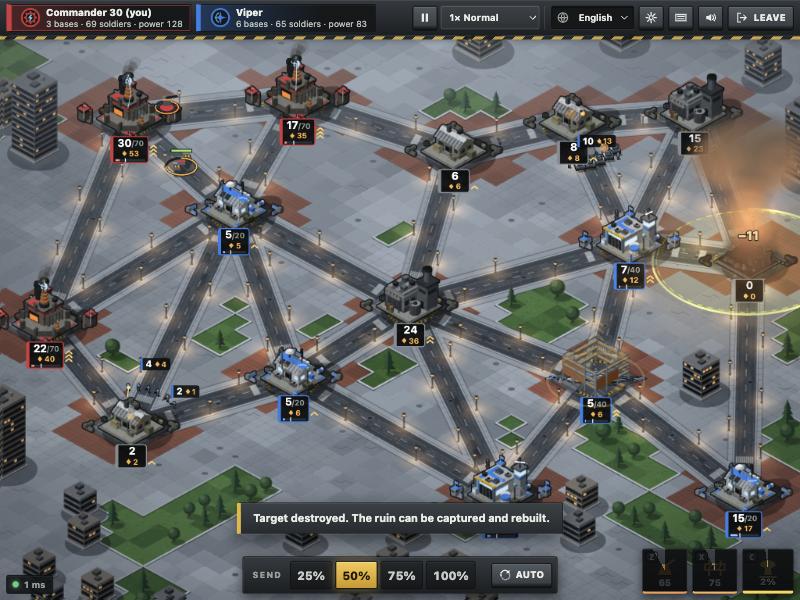 Commander 30 (you)
3 bases · 65 soldiers · power 128
Viper
6 bases · 65 soldiers · power 83
1× Normal
English
LEAVE
30/70
53
17/70
35
6
6
8
8
10 13
15
23
5/20
5
7/40
12
-11
0
0
22/70
40
24
36
4 4
2 1
5/20
6
5/40
6
2
2
15/20
17
Target destroyed. The ruin can be captured and rebuilt.
SEND 25% 50% 75% 100% AUTO
1 ms
Z
65
X
75
C
2%